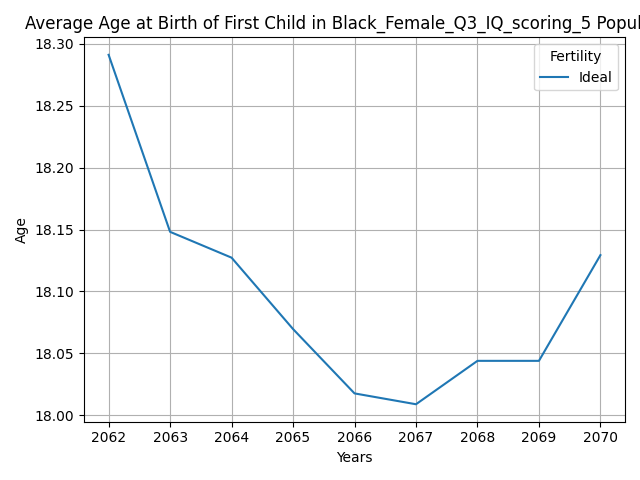 Average Age at Birth of First Child in Black_Female_Q3_IQ_scoring_5 Popul
18.30
18.25
18.20
18.15
18.10
18.05
18.00
Age
Fertility
Ideal
2062 2063 2064 2065 2066 2067 2068 2069 2070
Years